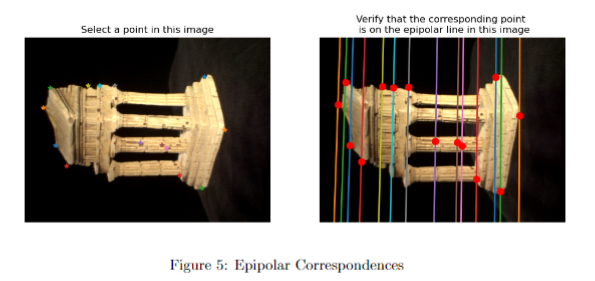 Select a point in this image
Verify that the corresponding point
is on the epipolar line in this image
Figure 5: Epipolar Correspondences